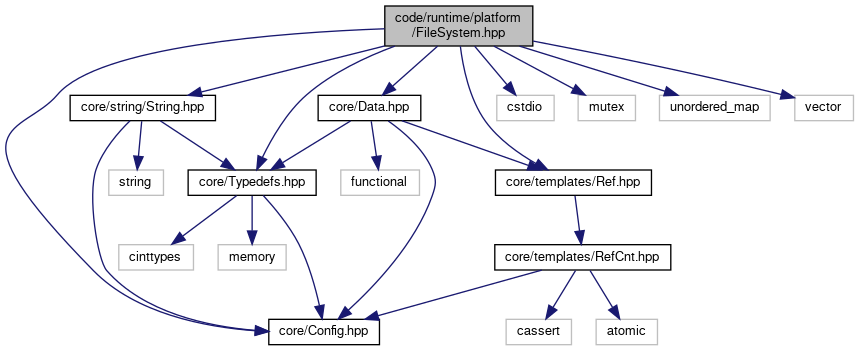 code/runtime/platform
/FileSystem.hpp
core/string/String.hpp
core/Data.hpp
cstdio
mutex
unordered_map
vector
string
core/Typedefs.hpp
functional
core/templates/Ref.hpp
cinttypes
memory
core/templates/RefCnt.hpp
core/Config.hpp
cassert
atomic